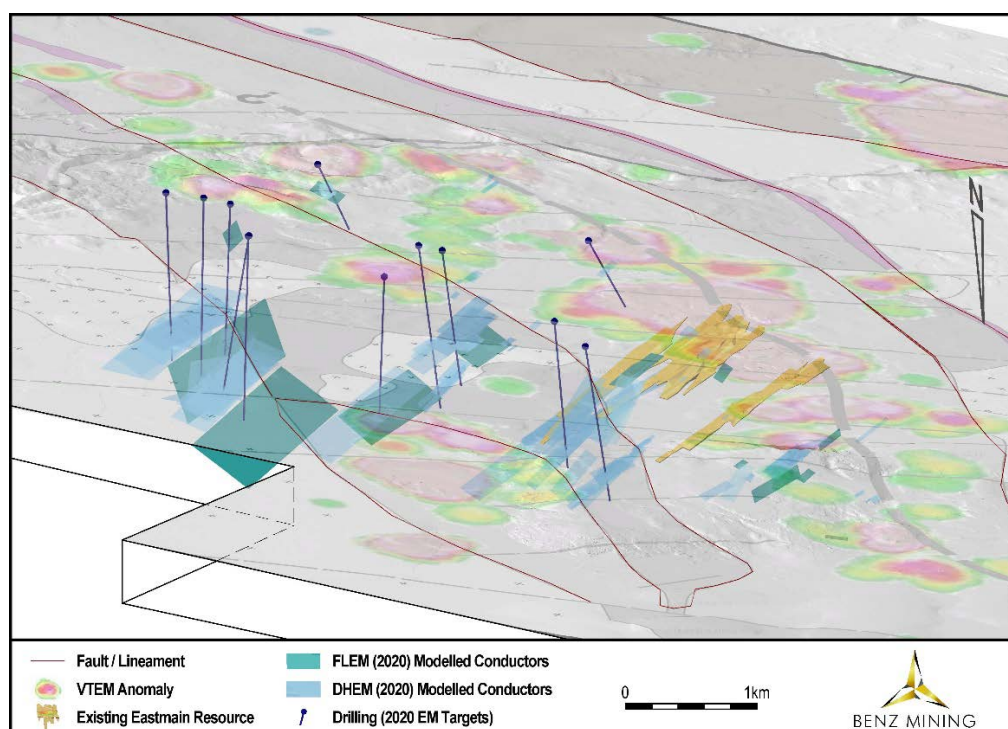 N
Fault / Lineament
VTEM Anomaly
Existing Eastmain Resource
FLEM (2020) Modelled Conductors
DHEM (2020) Modelled Conductors
Drilling (2020 EM Targets)
0 1km
BENZ MINING